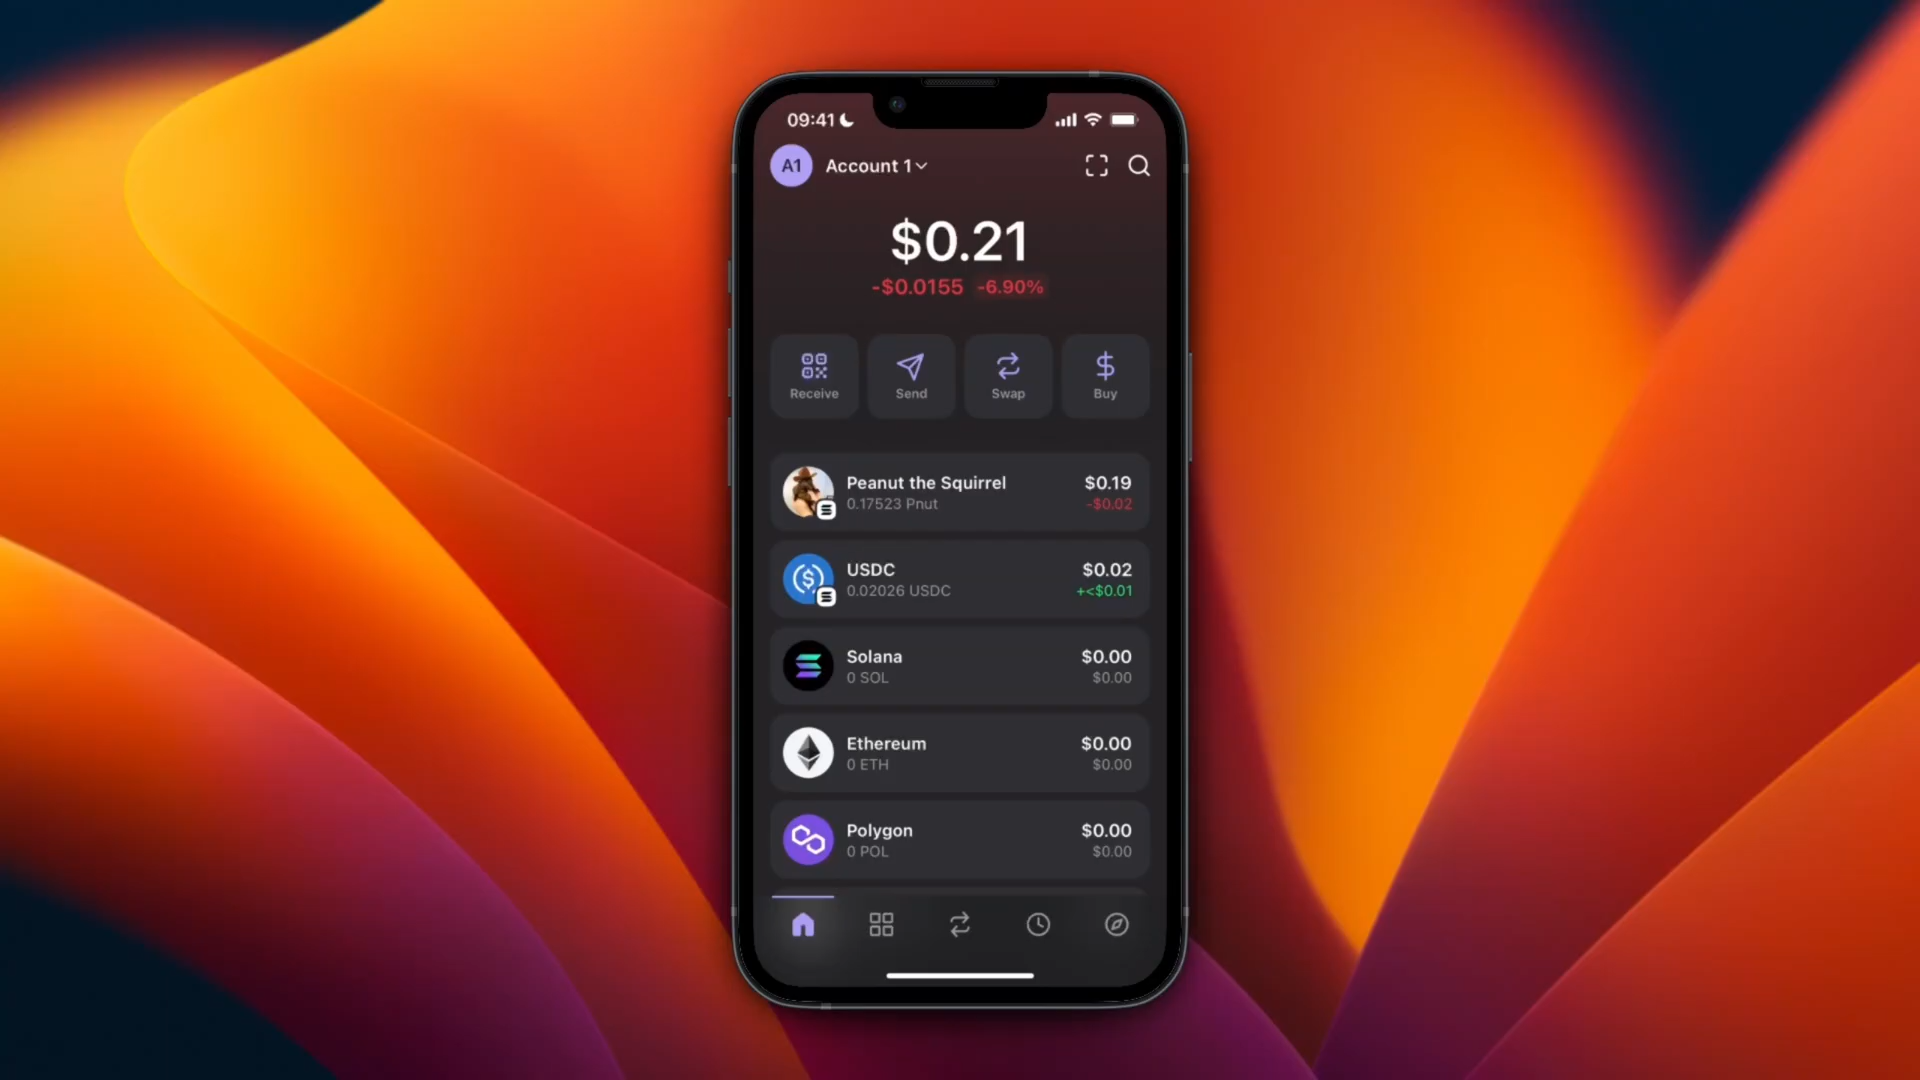 09:41
A1 Account 1
$0.21
-$0.0155 -6.90%
Receive Send Swap Buy
Peanut the Squirrel $0.19
0.17523 Pnut -$0.02
USDC $0.02
0.02026 USDC +<$0.01
Solana $0.00
0 SOL $0.00
Ethereum $0.00
0 ETH $0.00
Polygon $0.00
0 POL $0.00